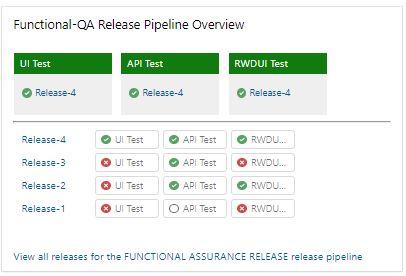 Functional-QA Release Pipeline Overview
UI Test API Test RWDUI Test
Release-4 Release-4 Release-4
Release-4 UI Test API Test RWDU...
Release-3 UI Test API Test RWDU...
Release-2 UI Test API Test RWDU...
Release-1 UI Test API Test RWDU...
View all releases for the FUNCTIONAL ASSURANCE RELEASE release pipeline